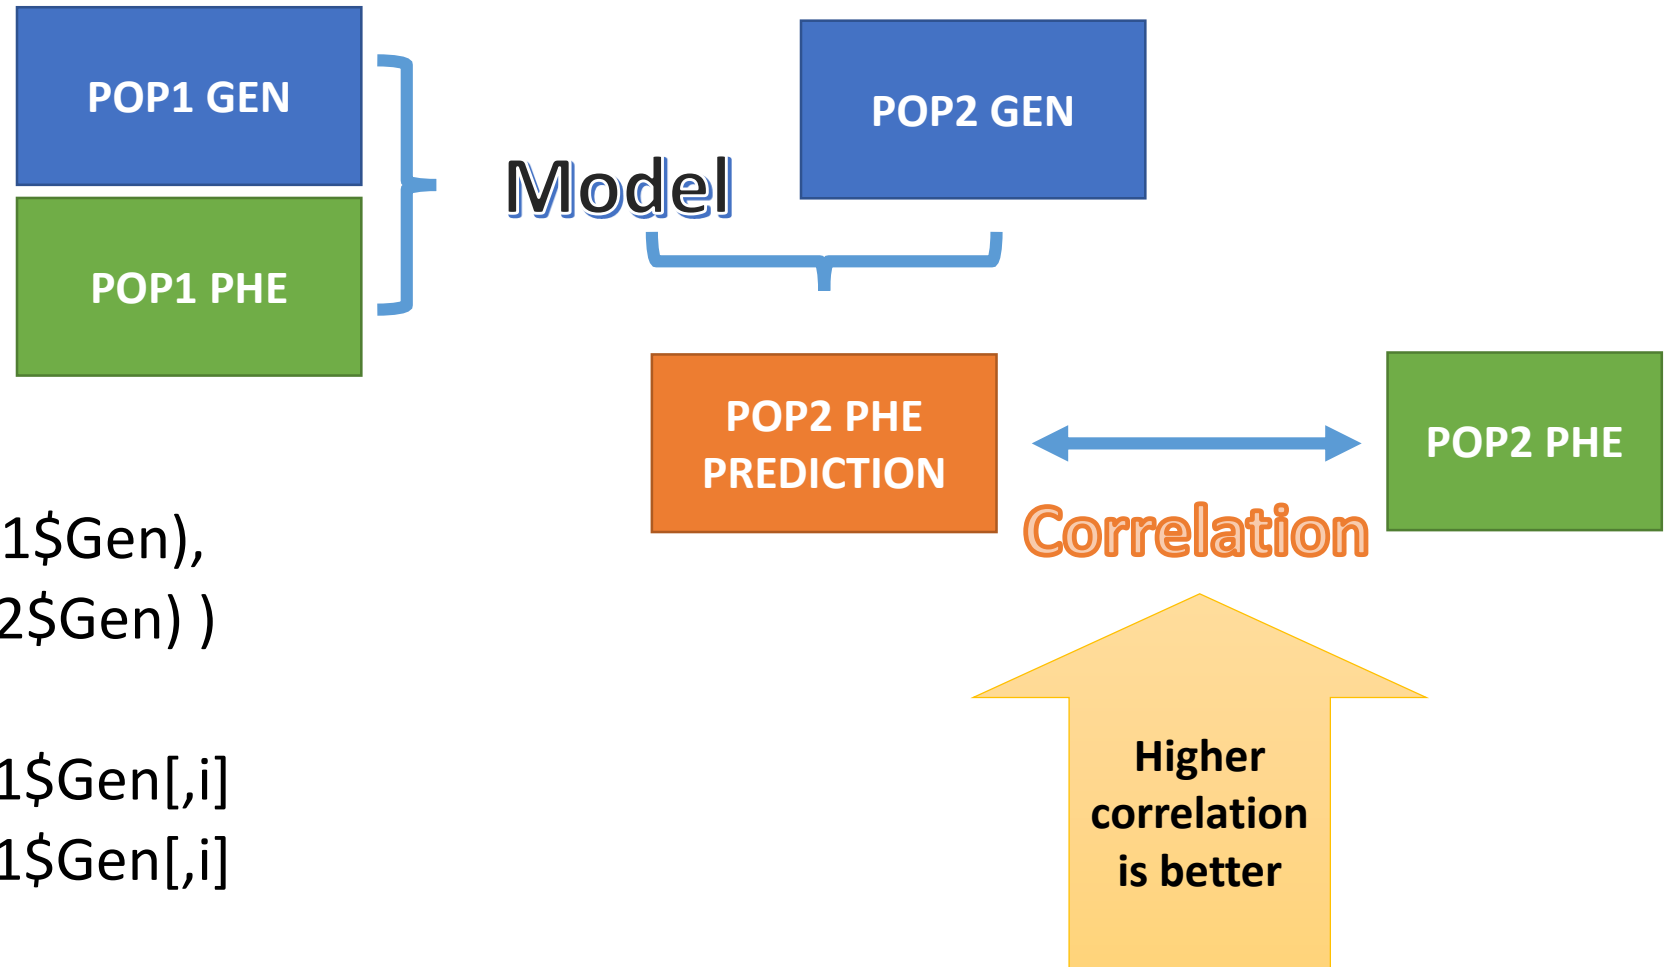 POP1 GEN
POP2 GEN
Model
POP1 PHE
POP2 PHE
PREDICTION
POP2 PHE
Correlation
1$Gen),
2$Gen) )
1$Gen[,i]
1$Gen[,i]
Higher
correlation
is better